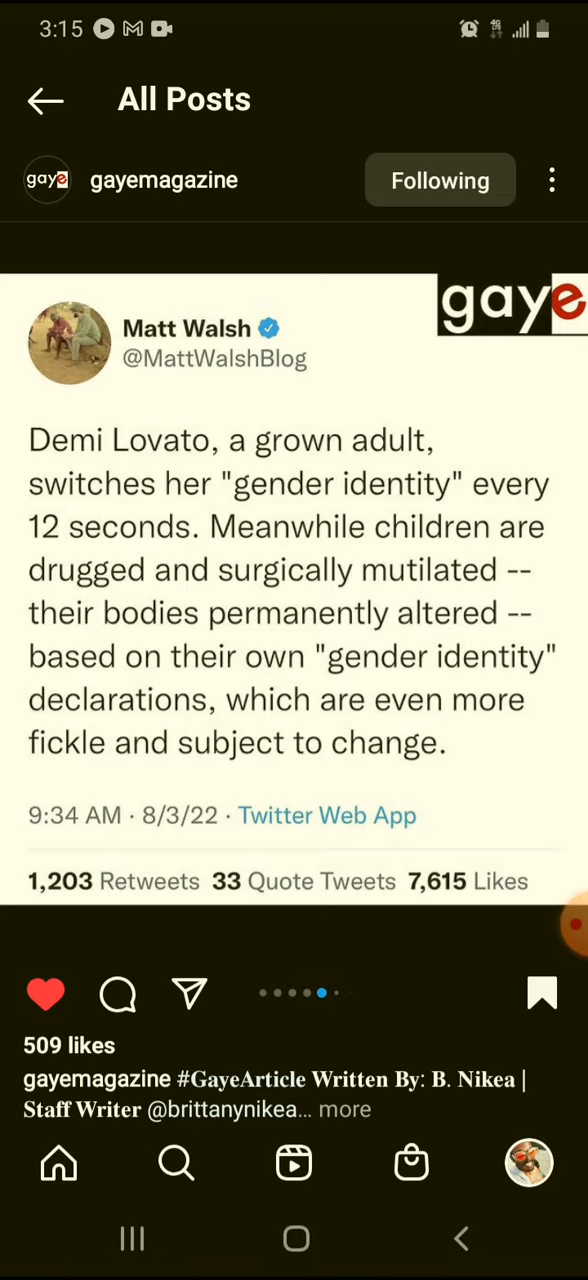 3:15
All Posts
gaye gayemagazine Following
gaye
Matt Walsh
@MattWalshBlog
Demi Lovato, a grown adult,
switches her "gender identity" every
12 seconds. Meanwhile children are
drugged and surgically mutilated --
their bodies permanently altered --
based on their own "gender identity"
declarations, which are even more
fickle and subject to change.
9:34 AM · 8/3/22 · Twitter Web App
1,203 Retweets 33 Quote Tweets 7,615 Likes
509 likes
gayemagazine #GayeArticle Written By: B. Nikea |
Staff Writer @brittanynikea... more